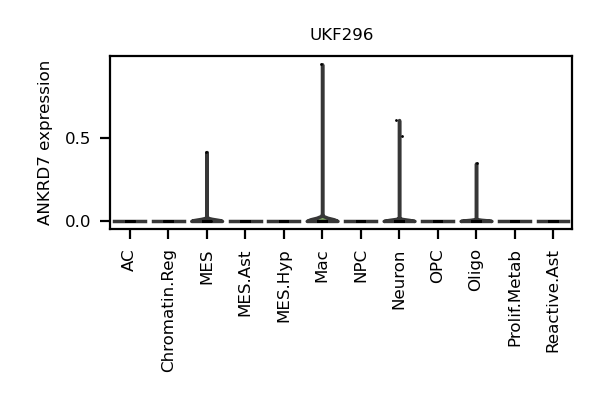 UKF296
ANKRD7 expression
0.5
0.0
AC
Chromatin.Reg
MES
MES.Ast
MES.Hyp
Mac
NPC
Neuron
OPC
Oligo
Prolif.Metab
Reactive.Ast